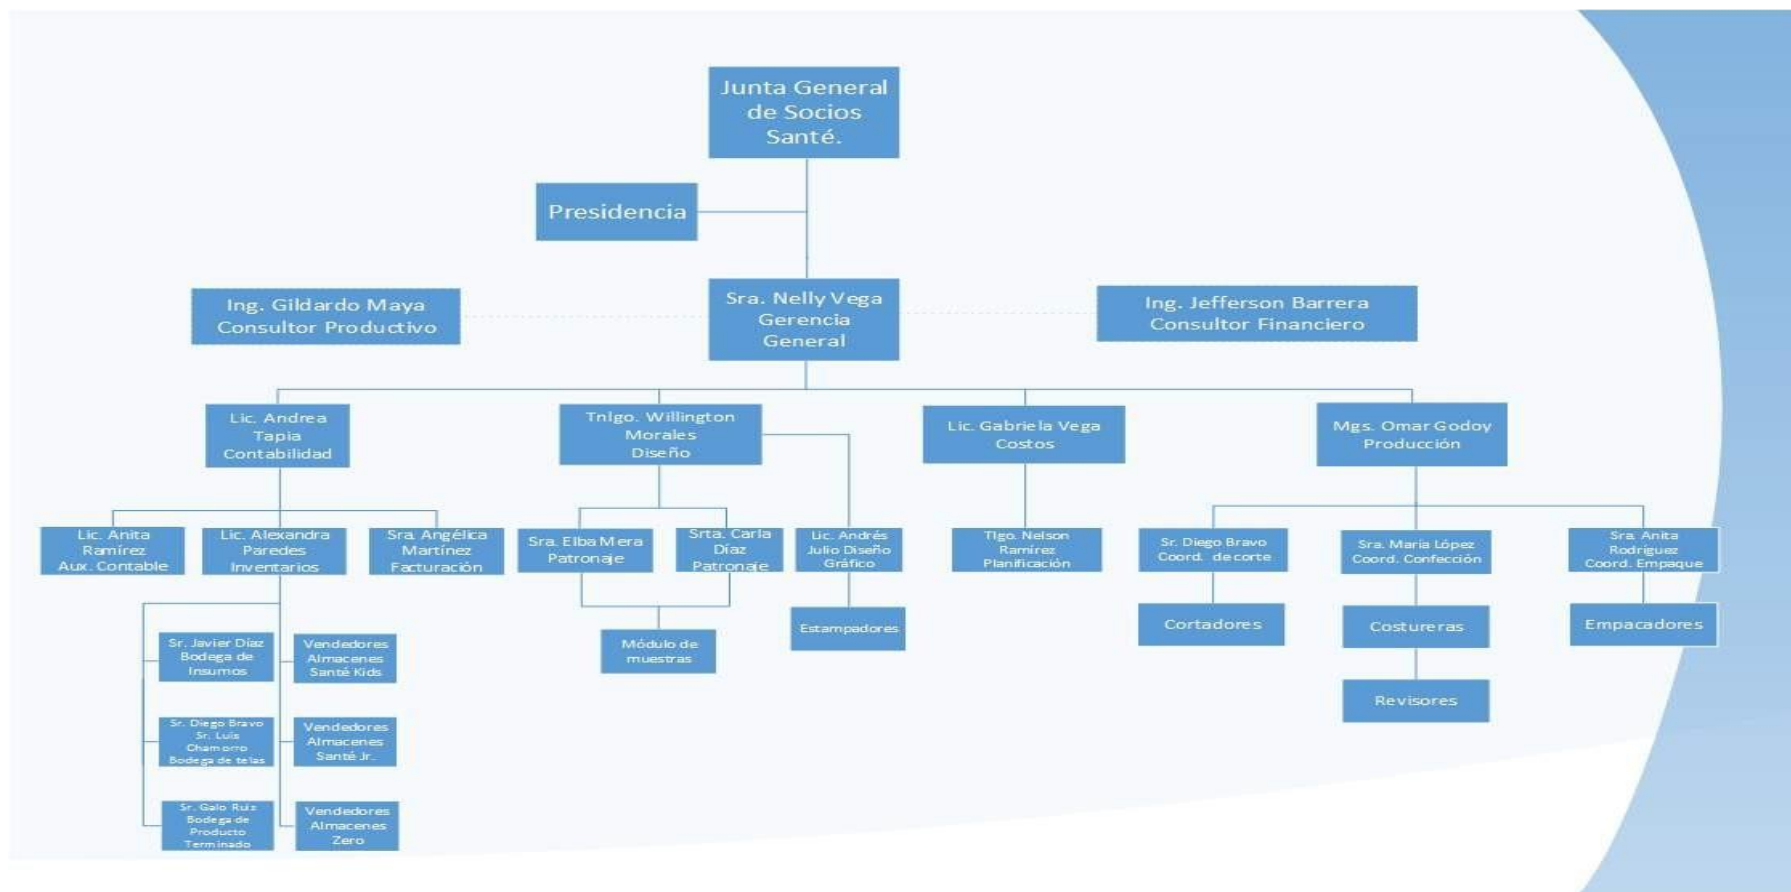 Junta General
de Socios
Santé.
Presidencia
Ing. Gildardo Maya
Consultor Productivo
Sra. Nelly Vega
Gerencia
General
Ing. Jefferson Barrera
Consultor Financiero
Lic. Andrea
Tapia
Contabilidad
Tnlgo. Willington
Morales
Diseño
Lic. Gabriela Vega
Costos
Mgs. Omar Godoy
Producción
Lic. Anita
Ramírez
Aux. Contable
Lic. Alexandra
Paredes
Inventarios
Sra. Angélica
Martínez
Facturación
Sra. Elba Mera
Patronaje
Srta. Carla
Díaz
Patronaje
Lic. Andrés
Julio Diseño
Gráfico
Tlgo. Nelson
Ramírez
Planificación
Sr. Diego Bravo
Coord. de corte
Sra. María López
Coord. Confección
Sra. Anita
Rodríguez
Coord. Empaque
Sr. Javier Díaz
Bodega de
Insumos
Vendedores
Almacenes
Santé Kids
Módulo de
muestras
Estampadores
Cortadores
Costureras
Empacadores
Revisores
Sr. Diego Bravo
Sr. Luis
Chamorro
Bodega de telas
Vendedores
Almacenes
Santé Jr.
Sr. Galo Ruiz
Bodega de
Producto
Terminado
Vendedores
Almacenes
Zero